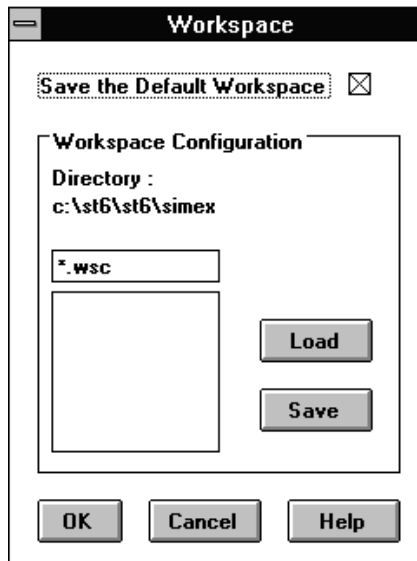 Workspace
Save the Default Workspace
Workspace Configuration
Directory :
c:\st6\st6\simex
*.wsc
Load
Save
OK Cancel Help